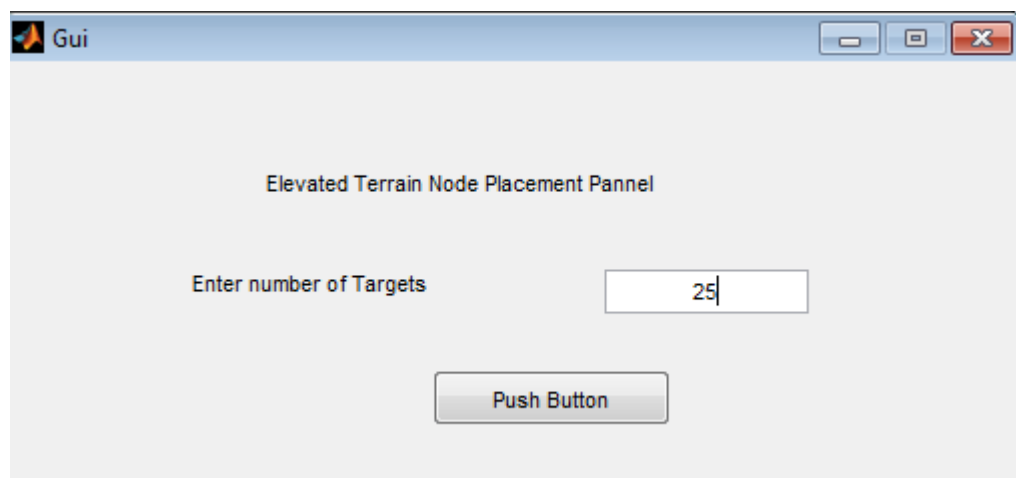 Gui
Elevated Terrain Node Placement Pannel
Enter number of Targets 25
Push Button